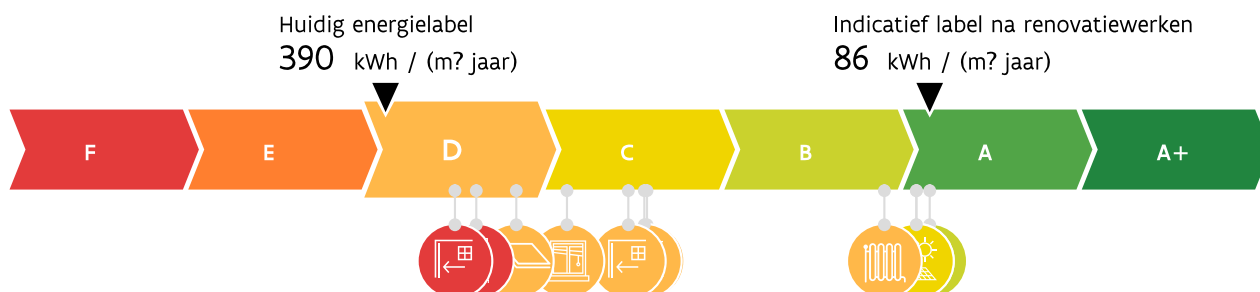 Huidig energielabel
390 kWh / (m? jaar)
Indicatief label na renovatiewerken
86 kWh / (m? jaar)
F E D C B A A+